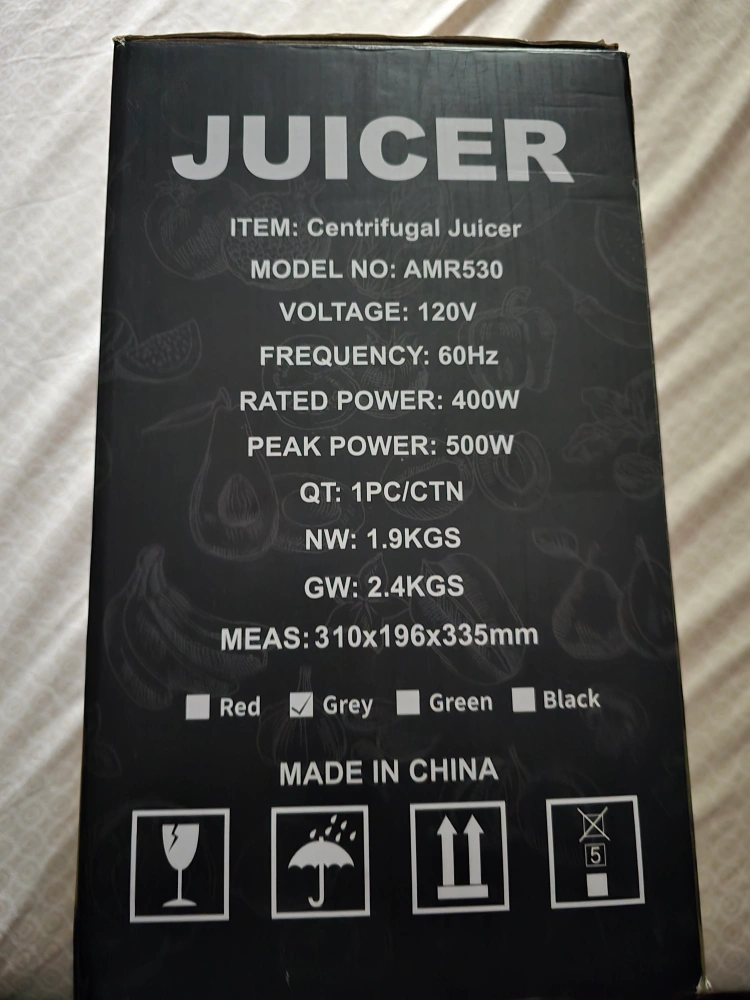 JUICER
ITEM: Centrifugal Juicer
MODEL NO: AMR530
VOLTAGE: 120V
FREQUENCY: 60Hz
RATED POWER: 400W
PEAK POWER: 500W
QT: 1PC/CTN
NW: 1.9KGS
GW: 2.4KGS
MEAS: 310x196x335mm
Red Grey Green Black
MADE IN CHINA
5